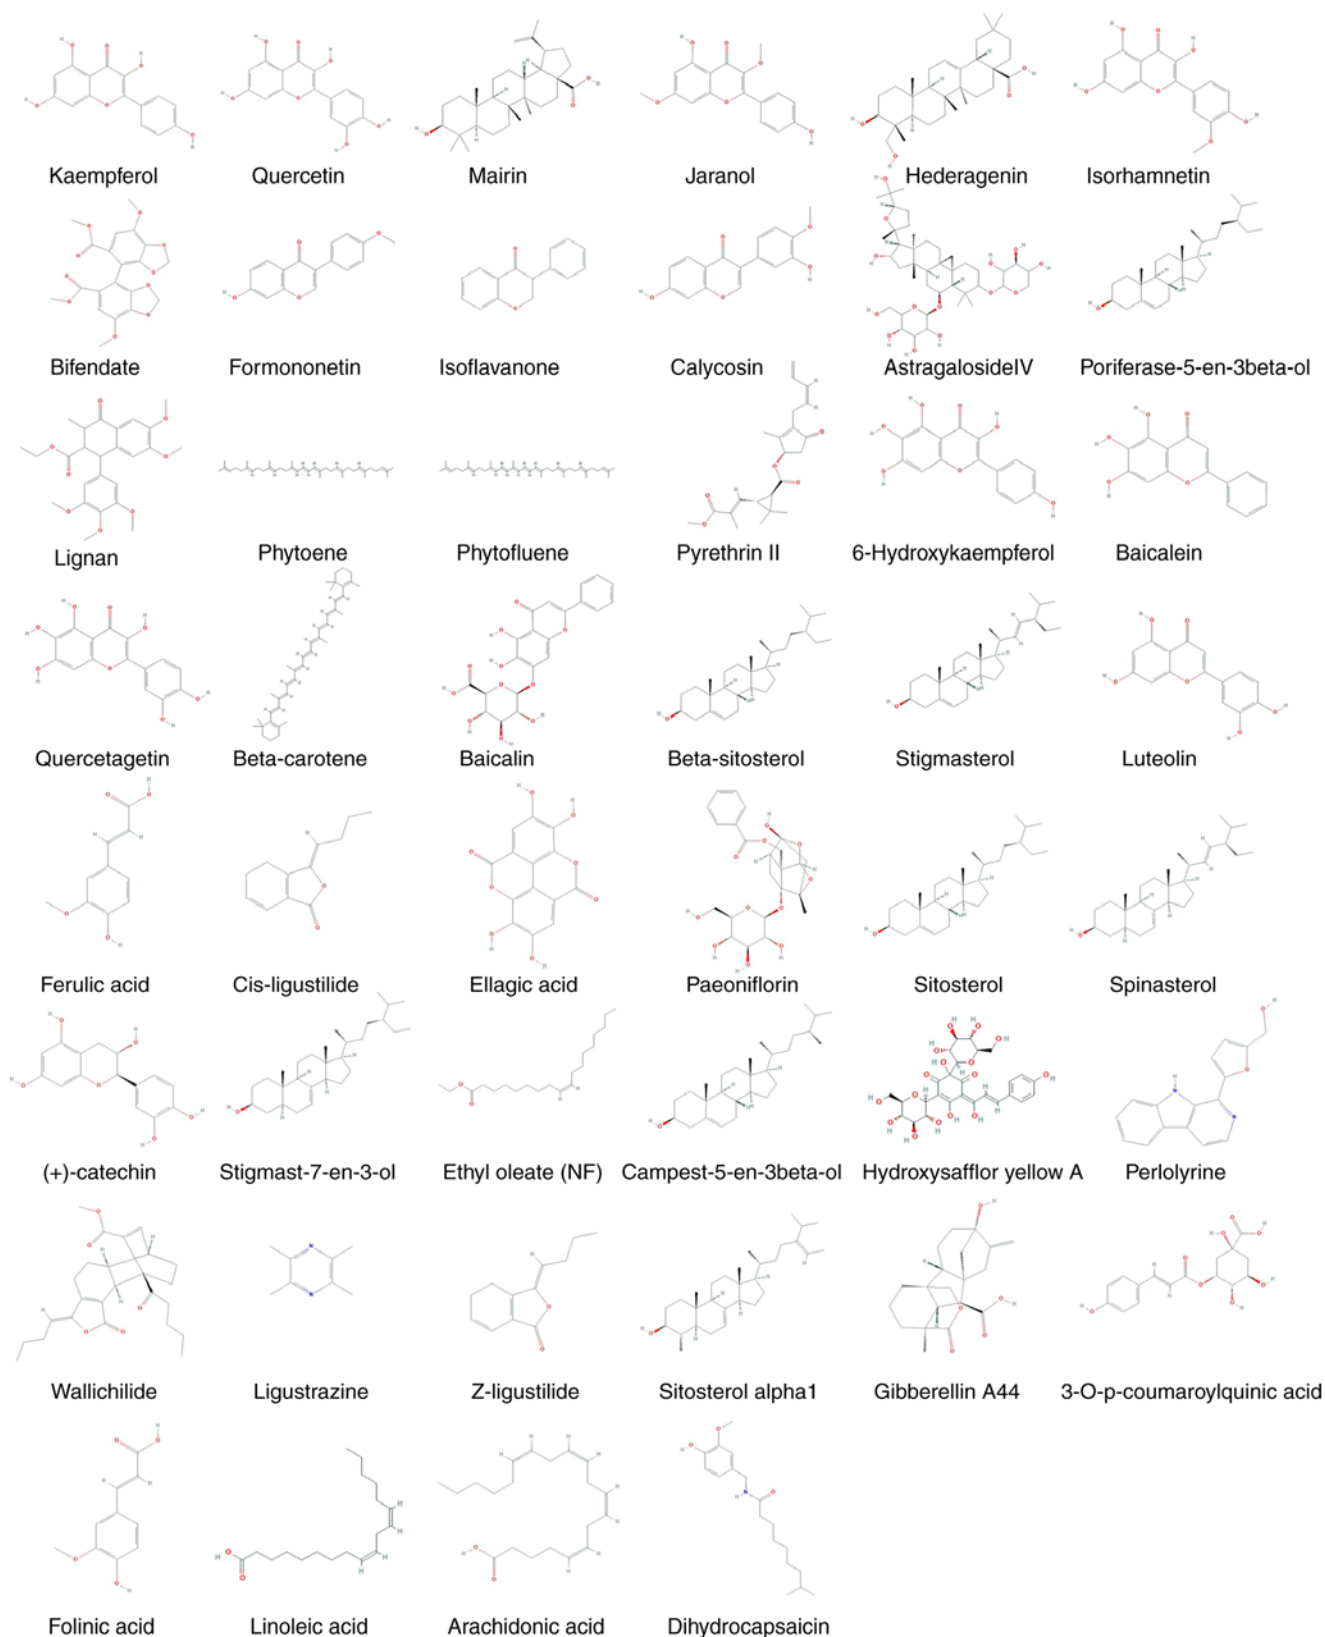 Kaempferol Quercetin Mairin Jaranol Hederagenin Isorhamnetin
Bifendate Formononetin Isoflavanone Calycosin AstragalosideIV Poriferase-5-en-3beta-ol
Lignan Phytoene Phytofluene Pyrethrin II 6-Hydroxykaempferol Baicalein
Quercetagetin Beta-carotene Baicalin Beta-sitosterol Stigmasterol Luteolin
Ferulic acid Cis-ligustilide Ellagic acid Paeoniflorin Sitosterol Spinasterol
(+)-catechin Stigmast-7-en-3-ol Ethyl oleate (NF) Campest-5-en-3beta-ol Hydroxysafflor yellow A Perlolyrine
Wallichilide Ligustrazine Z-ligustilide Sitosterol alpha1 Gibberellin A44 3-O-p-coumaroylquinic acid
Folinic acid Linoleic acid Arachidonic acid Dihydrocapsaicin